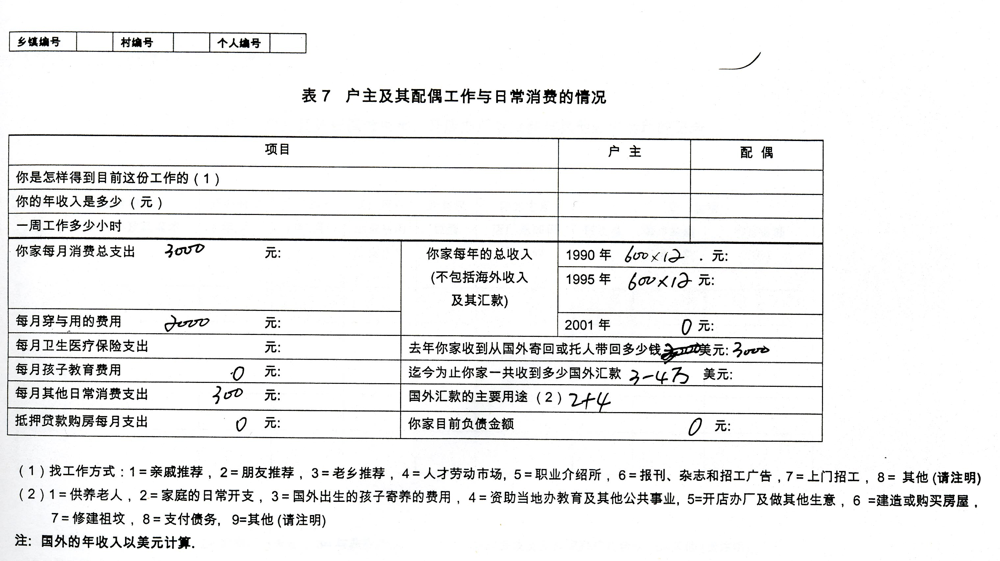 乡镇编号 村编号 个人编号
表 7 户主及其配偶工作与日常消费的情况
项目 户 主 配 偶
你是怎样得到目前这份工作的（1）
你的年收入是多少（元）
一周工作多少小时
你家每月消费总支出 3000 元:
你家每年的总收入
(不包括海外收入
及其汇款)
1990 年 600×12 . 元:
1995 年 600×12 元:
2001 年 0 元:
每月穿与用的费用 2000 元:
每月卫生医疗保险支出 元:
去年你家收到从国外寄回或托人带回多少钱 美元: 3000
每月孩子教育费用 0 元:
迄今为止你家一共收到多少国外汇款 3-4万 美元:
每月其他日常消费支出 300 元:
国外汇款的主要用途（2）2+4
抵押贷款购房每月支出 0 元:
你家目前负债金额 0 元:
（1）找工作方式：1＝亲戚推荐，2＝朋友推荐，3＝老乡推荐，4＝人才劳动市场, 5＝职业介绍所，6＝报刊、杂志和招工广告，7＝上门招工，8＝ 其他 (请注明)
（2）1＝供养老人，2＝家庭的日常开支，3＝国外出生的孩子寄养的费用，4＝资助当地办教育及其他公共事业, 5=开店办厂及做其他生意，6 =建造或购买房屋，
7＝修建祖坟，8＝支付债务, 9=其他 (请注明)
注: 国外的年收入以美元计算.